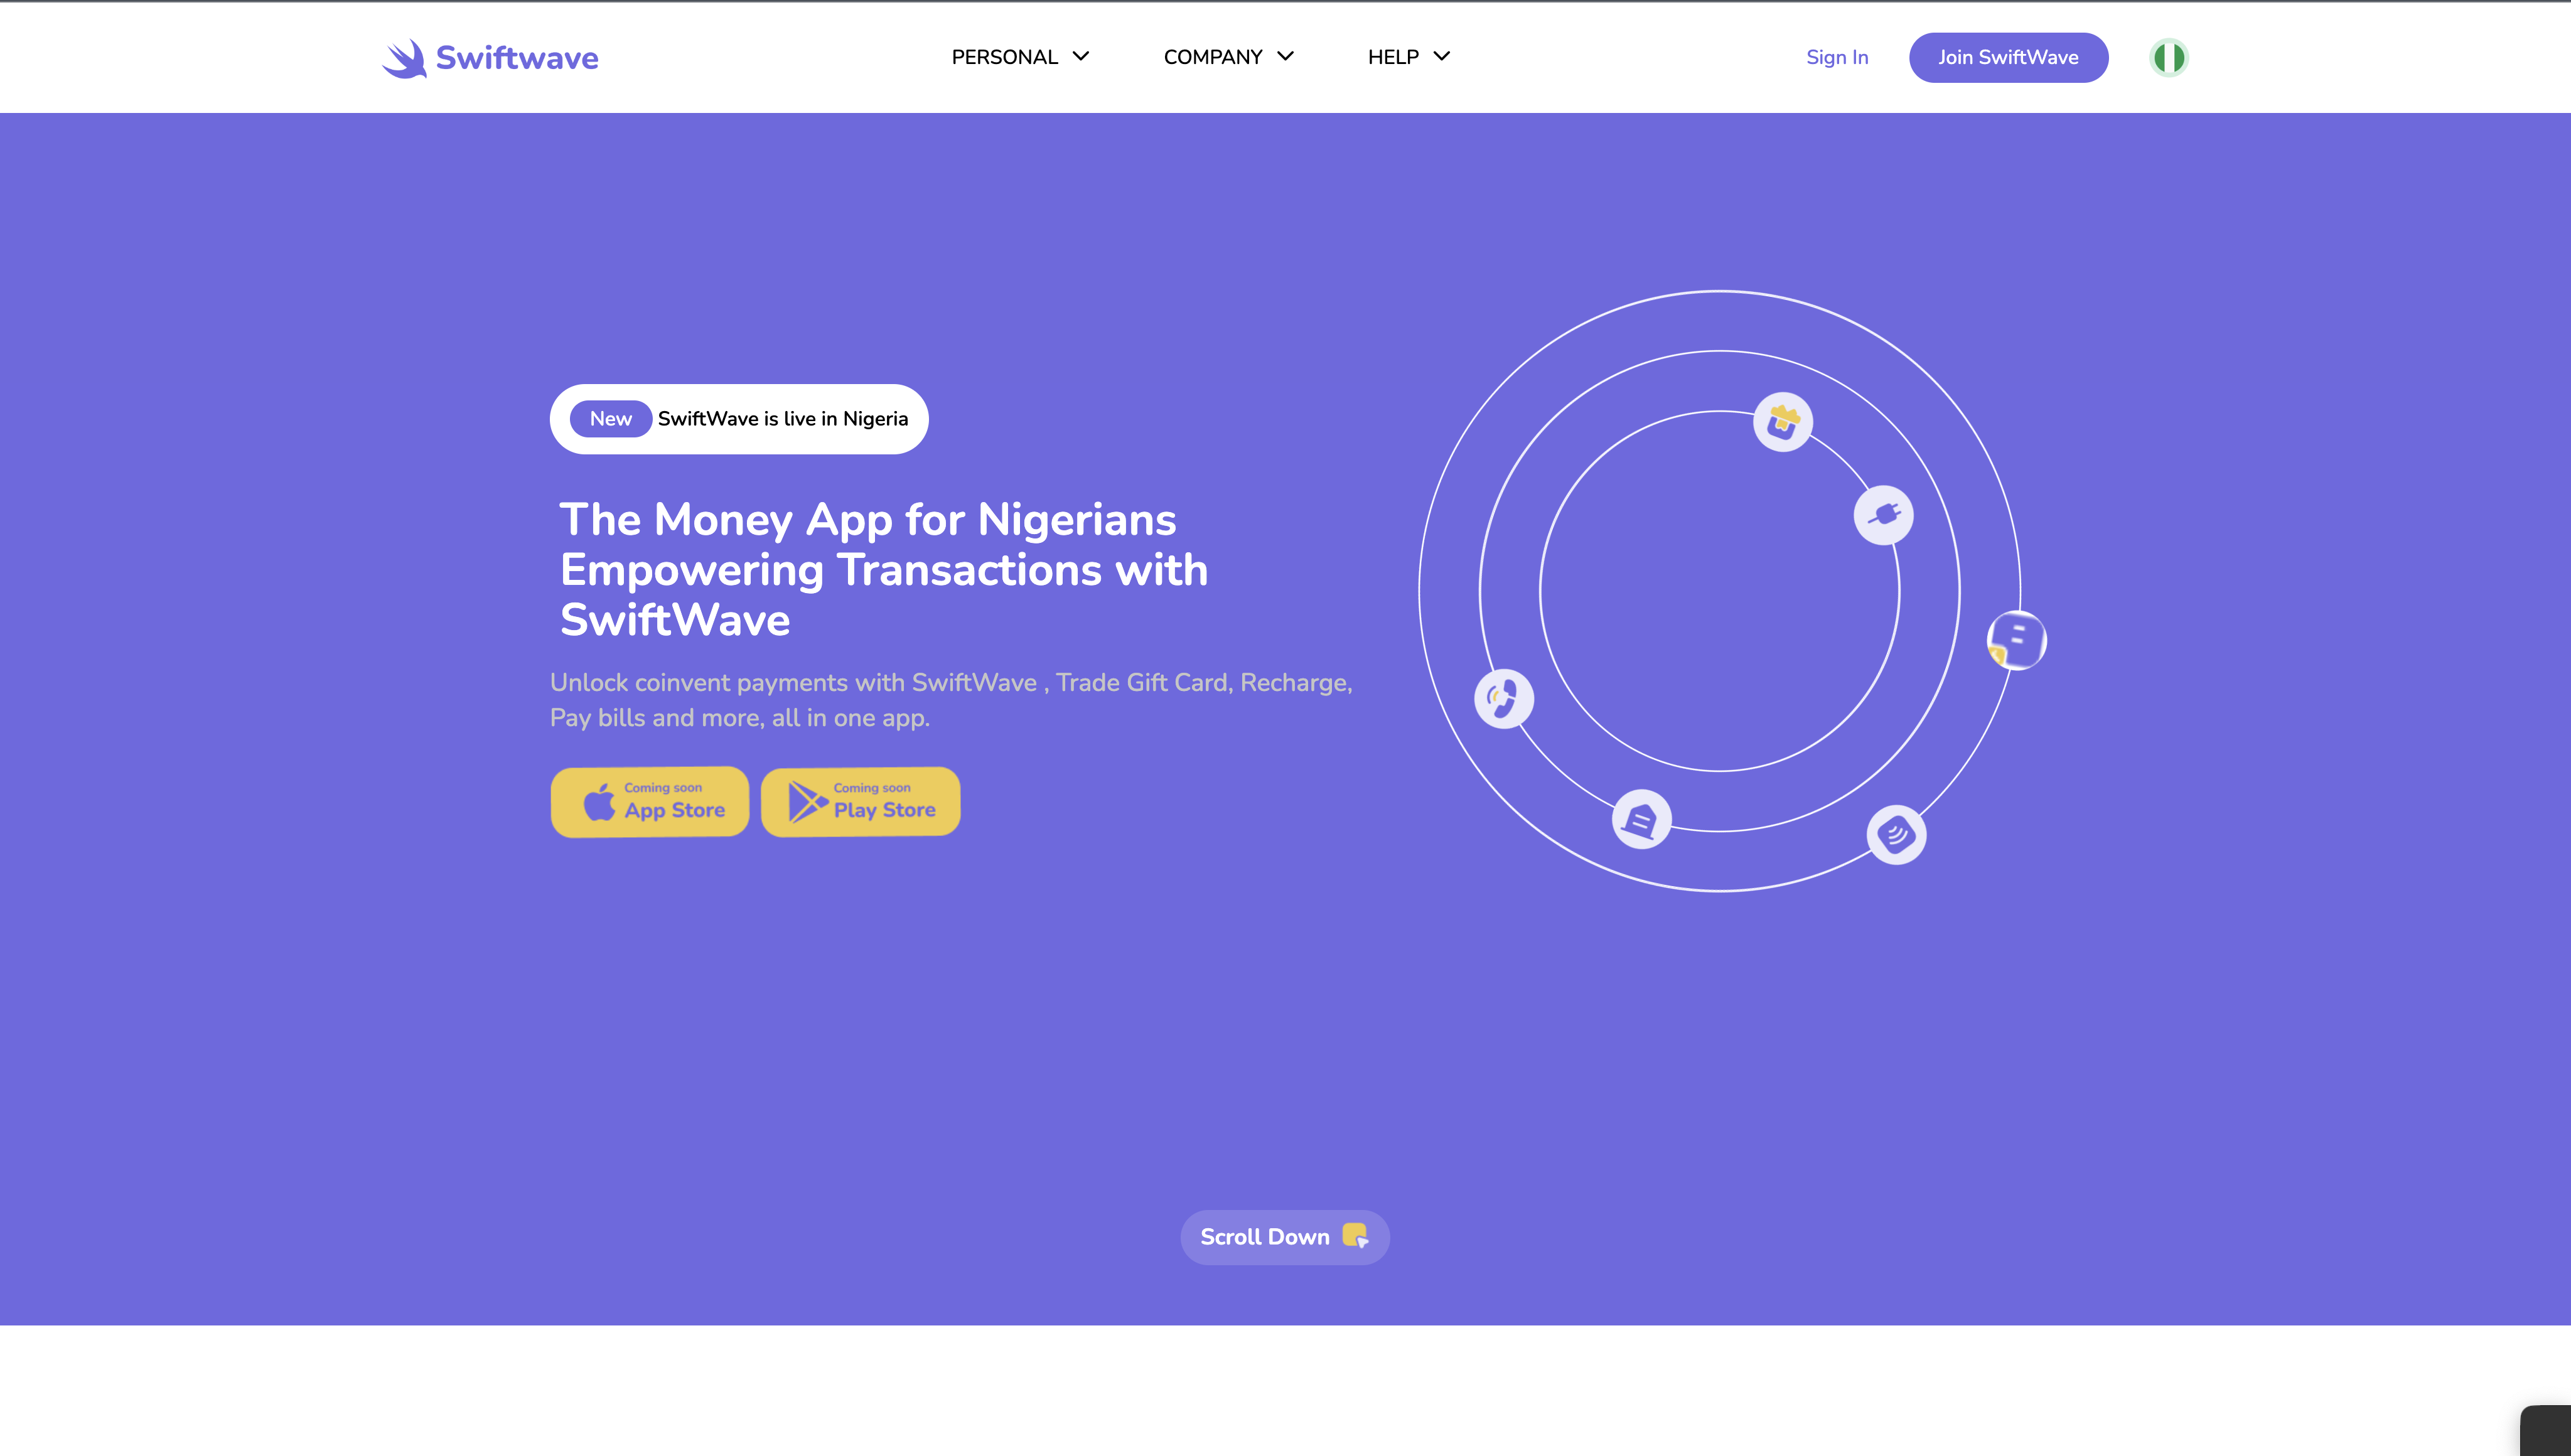 Swiftwave
PERSONAL
COMPANY
HELP
Sign In
Join SwiftWave
New SwiftWave is live in Nigeria
The Money App for Nigerians
Empowering Transactions with
SwiftWave
Unlock coinvent payments with SwiftWave , Trade Gift Card, Recharge,
Pay bills and more, all in one app.
Coming soon
App Store
Coming soon
Play Store
Scroll Down